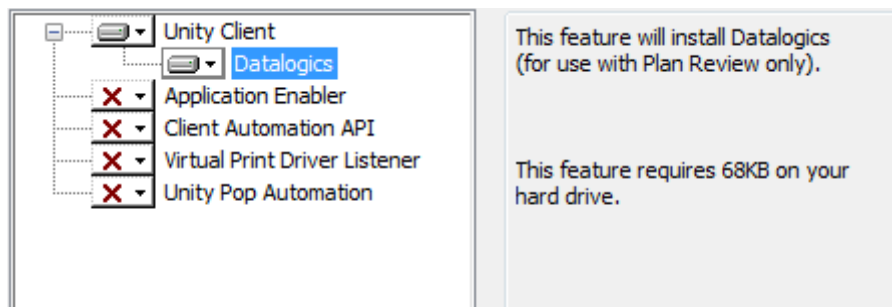 Unity Client
Datalogics
Application Enabler
Client Automation API
Virtual Print Driver Listener
Unity Pop Automation
This feature will install Datalogics
(for use with Plan Review only).
This feature requires 68KB on your
hard drive.